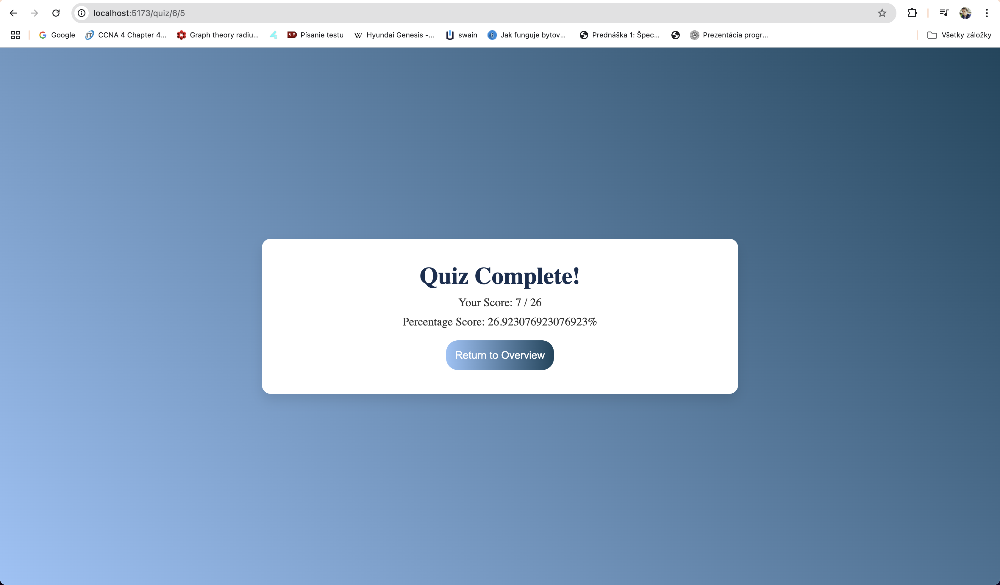 localhost:5173/quiz/6/5
Google
CCNA 4 Chapter 4...
Graph theory radiu...
AIS
Písanie testu
Hyundai Genesis -...
swain
Jak funguje bytov...
Prednáška 1: Špec...
Prezentácia progr...
Všetky záložky
Quiz Complete!
Your Score: 7 / 26
Percentage Score: 26.923076923076923%
Return to Overview